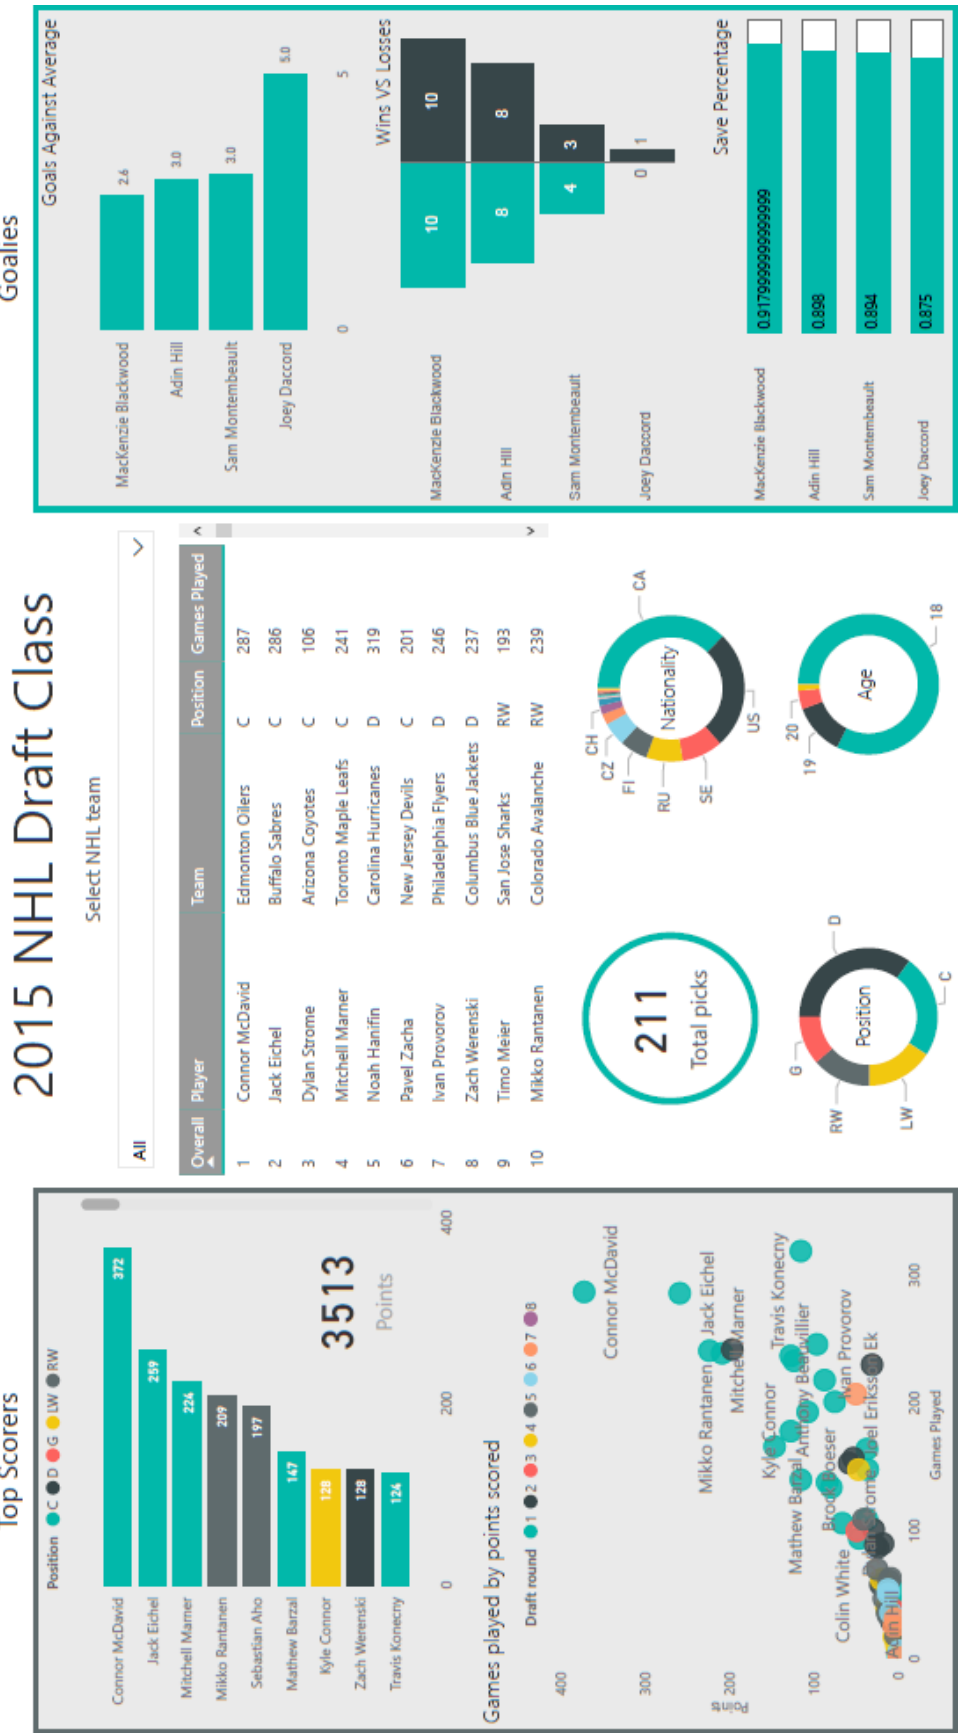 Top Scorers
Position C D G LW RW
Connor McDavid 372
Jack Eichel 259
Mitchell Marner 224
Mikko Rantanen 209
Sebastian Aho 197
Mathew Barzal 147
Kyle Connor 128
Zach Werenski 128
Travis Konecny 124
0 200 400
3513
Points
Games played by points scored
Draft round 1 2 3 4 5 6 7 8
400
300
200
100
0
Connor McDavid
Mikko Rantanen Jack Eichel
Mitchell Marner
Kyle Connor
Travis Konecny
Mathew Barzal Anthony Beauvillier
Brock Boeser
Ivan Provorov
Colin White
Joel Eriksson Ek
Adin Hill
0 100 200 300
Games Played
2015 NHL Draft Class
Select NHL team
All
Overall Player Team Position Games Played
1 Connor McDavid Edmonton Oilers C 287
2 Jack Eichel Buffalo Sabres C 286
3 Dylan Strome Arizona Coyotes C 106
4 Mitchell Marner Toronto Maple Leafs C 241
5 Noah Hanifin Carolina Hurricanes D 319
6 Pavel Zacha New Jersey Devils C 201
7 Ivan Provorov Philadelphia Flyers D 246
8 Zach Werenski Columbus Blue Jackets D 237
9 Timo Meier San Jose Sharks RW 193
10 Mikko Rantanen Colorado Avalanche RW 239
211
Total picks
Nationality
CA
US
SE
RU
FI
CZ
CH
Position
D
C
LW
RW
G
Age
18
19
20
Goalies
Goals Against Average
MacKenzie Blackwood 2.6
Adin Hill 3.0
Sam Montembeault 3.0
Joey Daccord 5.0
0 5
Wins VS Losses
MacKenzie Blackwood 10 10
Adin Hill 8 8
Sam Montembeault 4 3
Joey Daccord 0 1
Save Percentage
MacKenzie Blackwood 0.91799999999999999
Adin Hill 0.898
Sam Montembeault 0.894
Joey Daccord 0.875